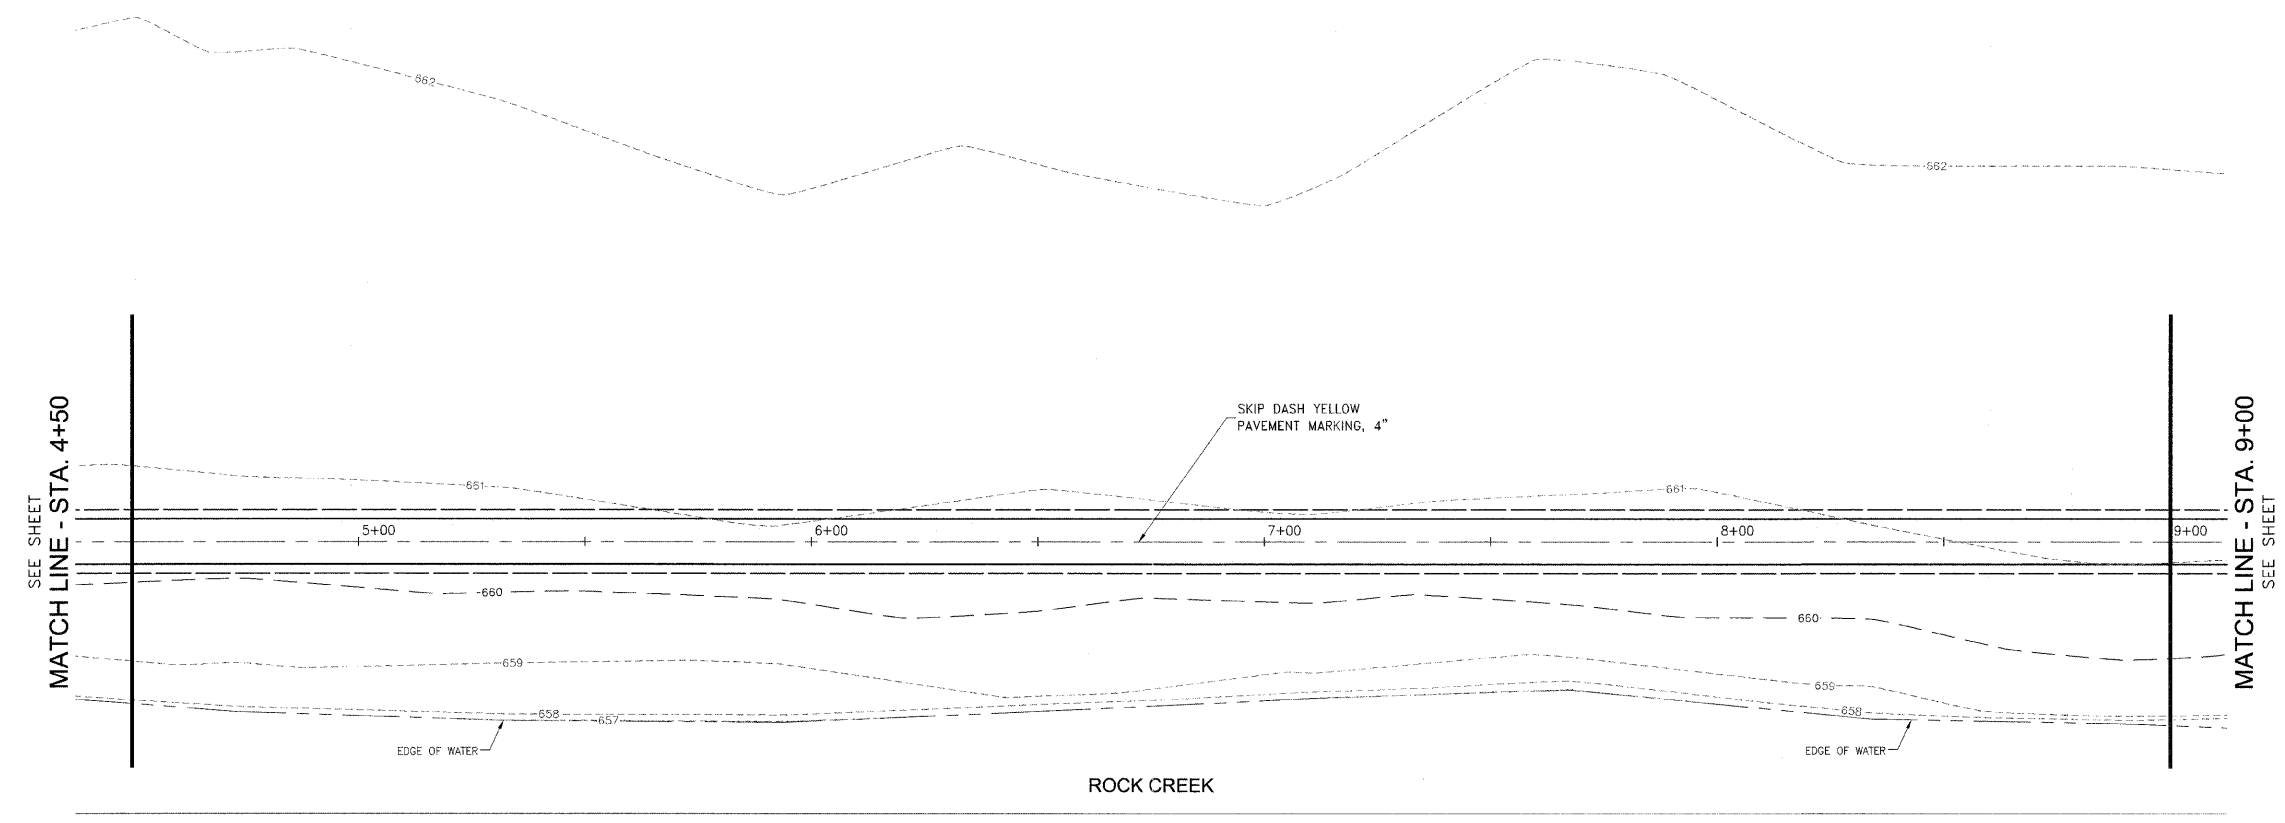 662
662
SKIP DASH YELLOW
PAVEMENT MARKING, 4"
SEE SHEET
MATCH LINE - STA. 4+50
661
661
5+00
6+00
7+00
8+00
9+00
MATCH LINE - STA. 9+00
SEE SHEET
660
660
659
659
658
657
658
EDGE OF WATER
EDGE OF WATER
ROCK CREEK